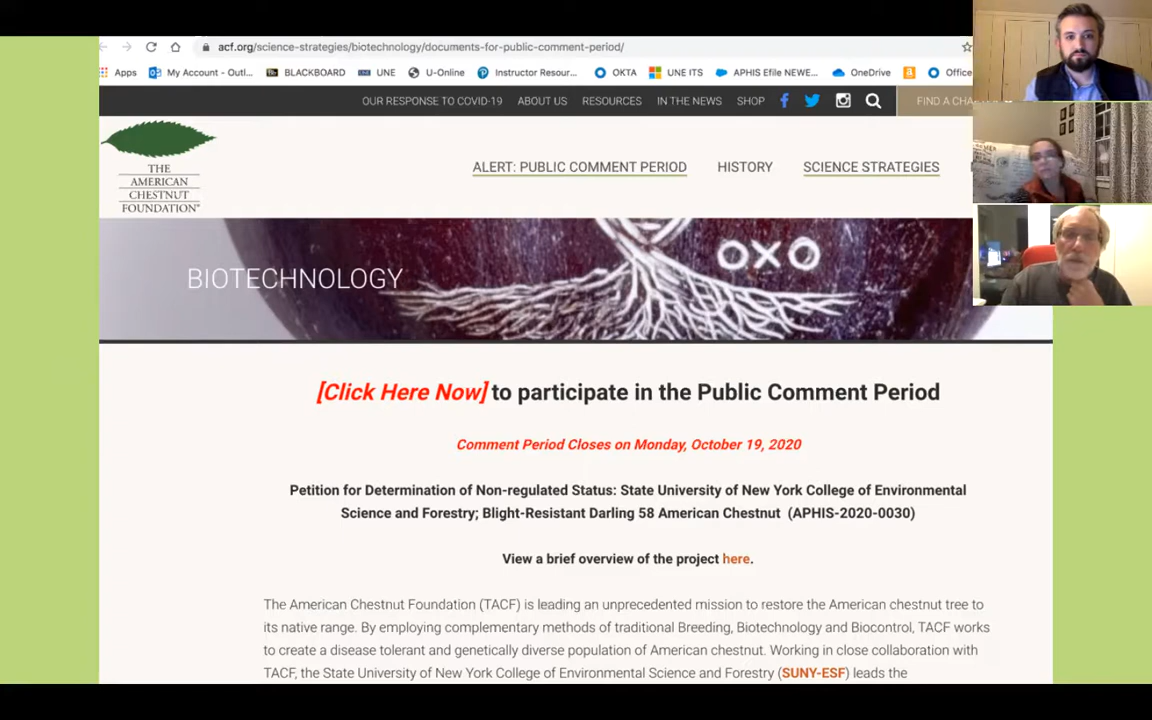 acf.org/science-strategies/biotechnology/documents-for-public-comment-period/
Apps My Account - Outl... BLACKBOARD UNE U-Online Instructor Resour... OKTA UNE ITS APHIS Efile NEWE... OneDrive Office
OUR RESPONSE TO COVID-19 ABOUT US RESOURCES IN THE NEWS SHOP FIND A CHA
THE
AMERICAN
CHESTNUT
FOUNDATION
ALERT: PUBLIC COMMENT PERIOD HISTORY SCIENCE STRATEGIES
BIOTECHNOLOGY
OXO
[Click Here Now] to participate in the Public Comment Period
Comment Period Closes on Monday, October 19, 2020
Petition for Determination of Non-regulated Status: State University of New York College of Environmental
Science and Forestry; Blight-Resistant Darling 58 American Chestnut (APHIS-2020-0030)
View a brief overview of the project here.
The American Chestnut Foundation (TACF) is leading an unprecedented mission to restore the American chestnut tree to
its native range. By employing complementary methods of traditional Breeding, Biotechnology and Biocontrol, TACF works
to create a disease tolerant and genetically diverse population of American chestnut. Working in close collaboration with
TACF, the State University of New York College of Environmental Science and Forestry (SUNY-ESF) leads the